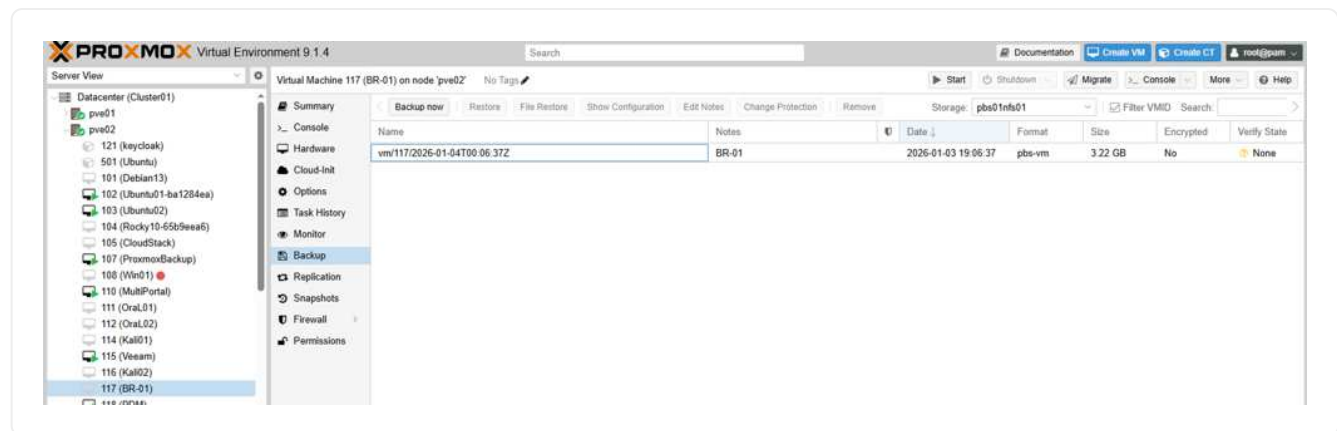 PROXMOX Virtual Environment 9.1.4 Search Documentation Create VM Create CT root@pam
Server View
Datacenter (Cluster01)
pve01
pve02
121 (keycloak)
501 (Ubuntu)
101 (Debian13)
102 (Ubuntu01-ba1284ea)
103 (Ubuntu02)
104 (Rocky10-65b9eea6)
105 (CloudStack)
107 (ProxmoxBackup)
108 (Win01)
110 (MultiPortal)
111 (OraL01)
112 (OraL02)
114 (Kali01)
115 (Veeam)
116 (Kali02)
117 (BR-01)
Virtual Machine 117 (BR-01) on node 'pve02' No Tags Start Shutdown Migrate Console More Help
Summary
Console
Hardware
Cloud-Init
Options
Task History
Monitor
Backup
Replication
Snapshots
Firewall
Permissions
Backup now Restore File Restore Show Configuration Edit Notes Change Protection Remove Storage: pbs01nfs01 Filter VMID Search:
Name Notes Date Format Size Encrypted Verify State
vm/117/2026-01-04T00:06:37Z BR-01 2026-01-03 19:06:37 pbs-vm 3.22 GB No None